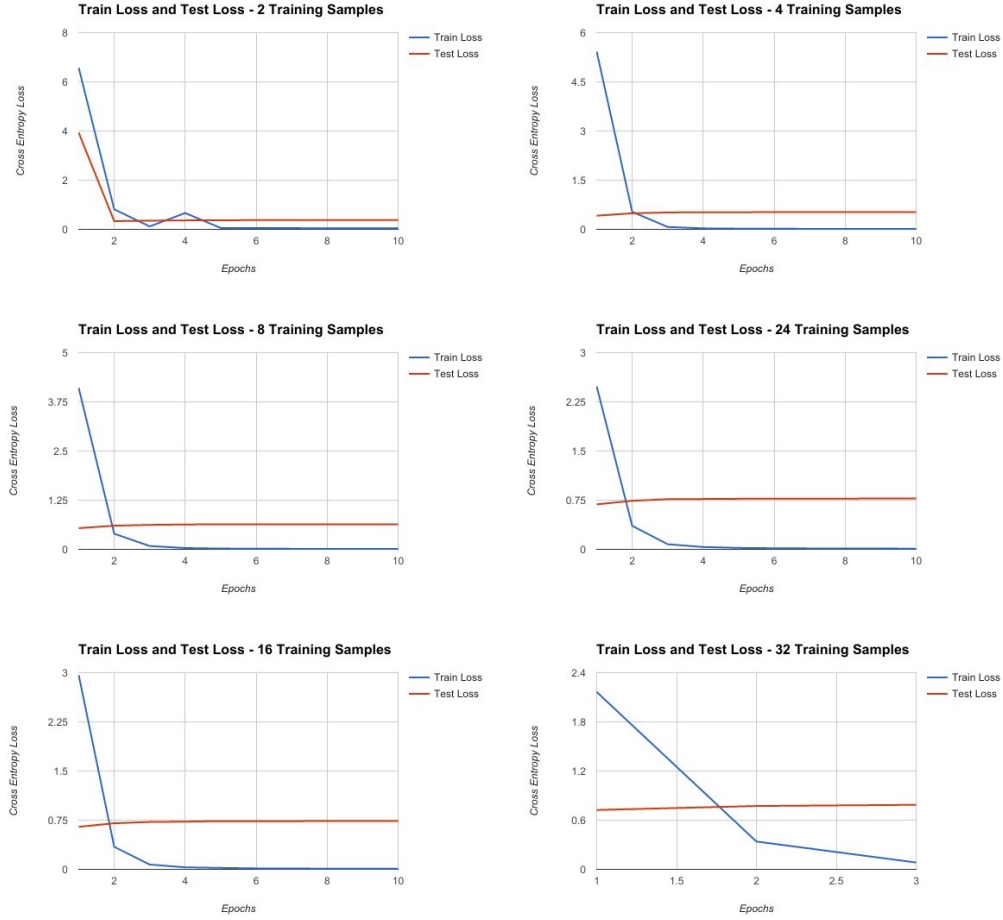 Train Loss and Test Loss - 2 Training Samples
Cross Entropy Loss
8
6
4
2
0
2
4
6
8
10
Epochs
Train Loss
Test Loss
Train Loss and Test Loss - 4 Training Samples
Cross Entropy Loss
6
4.5
3
1.5
0
2
4
6
8
10
Epochs
Train Loss
Test Loss
Train Loss and Test Loss - 8 Training Samples
Cross Entropy Loss
5
3.75
2.5
1.25
0
2
4
6
8
10
Epochs
Train Loss
Test Loss
Train Loss and Test Loss - 24 Training Samples
Cross Entropy Loss
3
2.25
1.5
0.75
0
2
4
6
8
10
Epochs
Train Loss
Test Loss
Train Loss and Test Loss - 16 Training Samples
Cross Entropy Loss
3
2.25
1.5
0.75
0
2
4
6
8
10
Epochs
Train Loss
Test Loss
Train Loss and Test Loss - 32 Training Samples
Cross Entropy Loss
2.4
1.8
1.2
0.6
0
1
1.5
2
2.5
3
Epochs
Train Loss
Test Loss